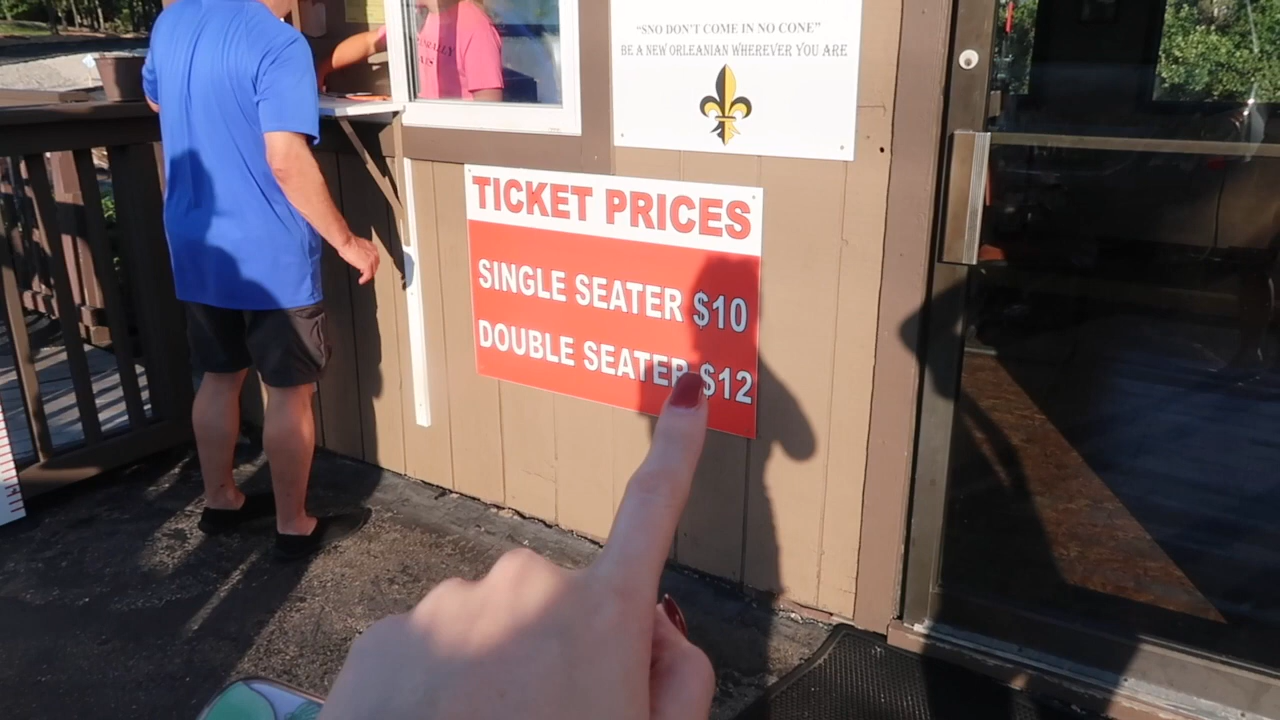 "SNO DON'T COME IN NO CONE"
BE A NEW ORLEANIAN WHEREVER YOU ARE
TICKET PRICES
SINGLE SEATER $10
DOUBLE SEATER $12